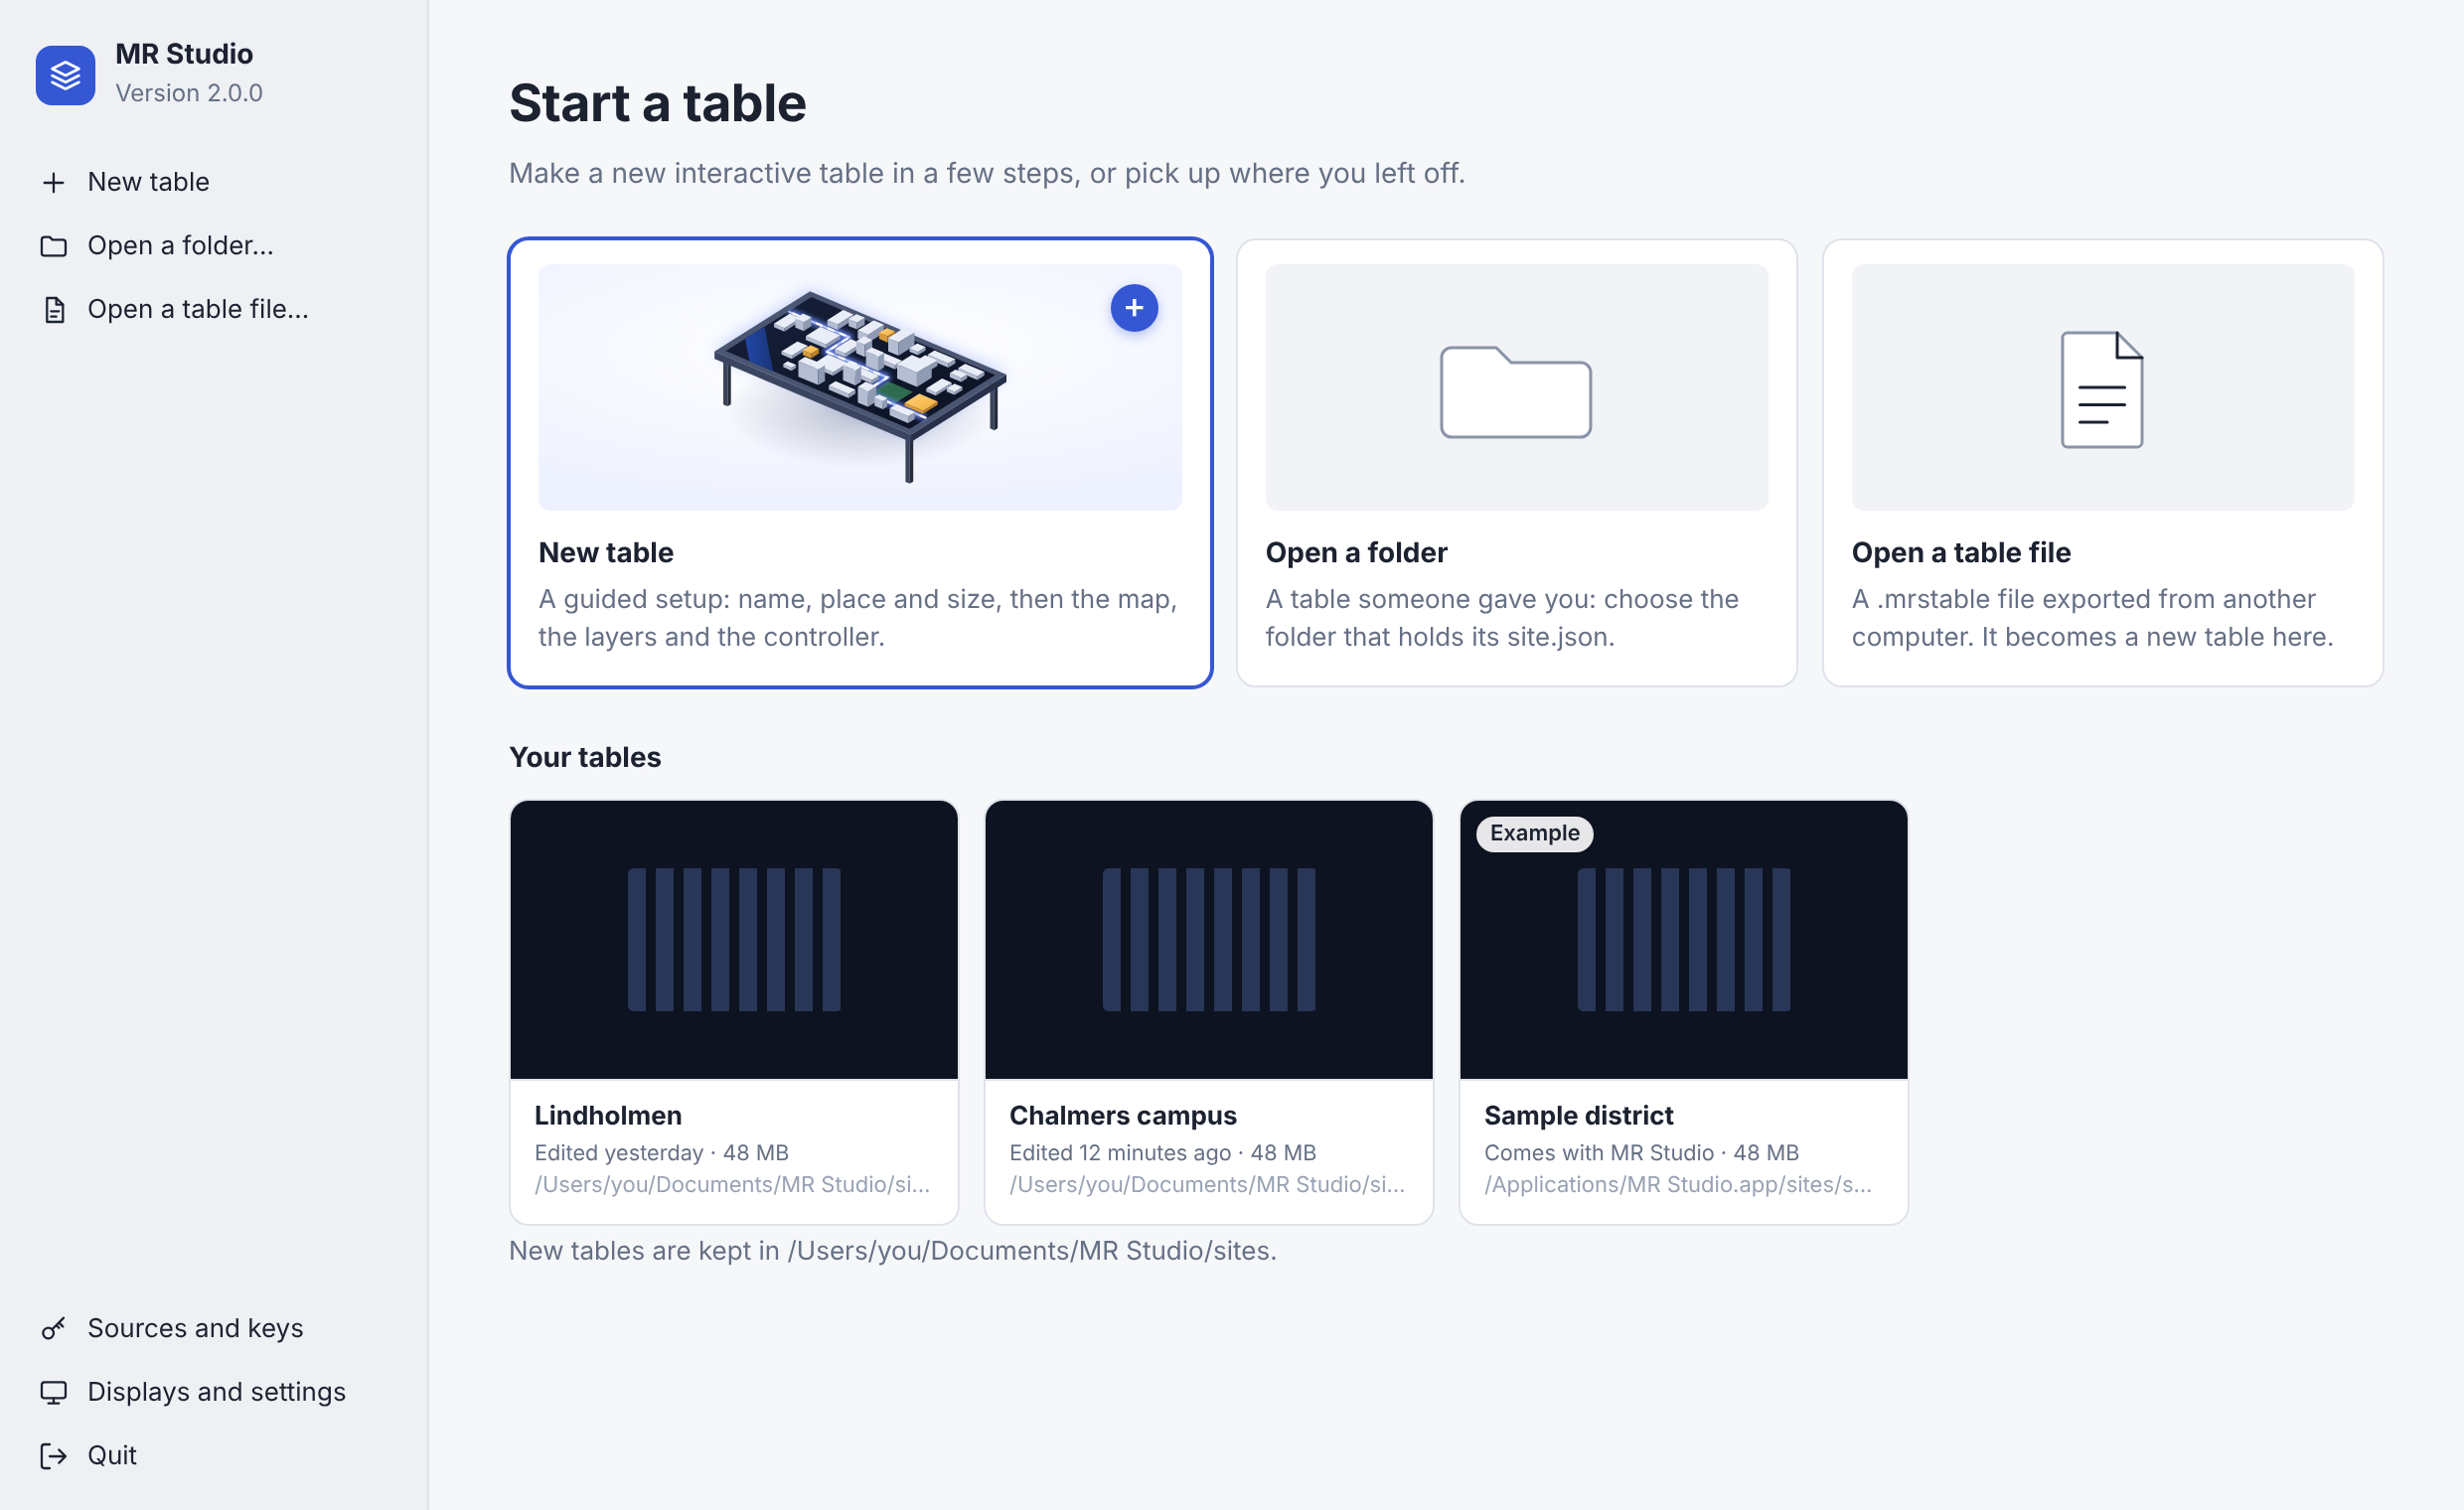 MR Studio
Version 2.0.0
New table
Open a folder...
Open a table file...
Start a table
Make a new interactive table in a few steps, or pick up where you left off.
New table
A guided setup: name, place and size, then the map,
the layers and the controller.
Open a folder
A table someone gave you: choose the
folder that holds its site.json.
Open a table file
A .mrstable file exported from another
computer. It becomes a new table here.
Your tables
Lindholmen
Edited yesterday · 48 MB
/Users/you/Documents/MR Studio/si...
Chalmers campus
Edited 12 minutes ago · 48 MB
/Users/you/Documents/MR Studio/si...
Example
Sample district
Comes with MR Studio · 48 MB
/Applications/MR Studio.app/sites/s...
New tables are kept in /Users/you/Documents/MR Studio/sites.
Sources and keys
Displays and settings
Quit